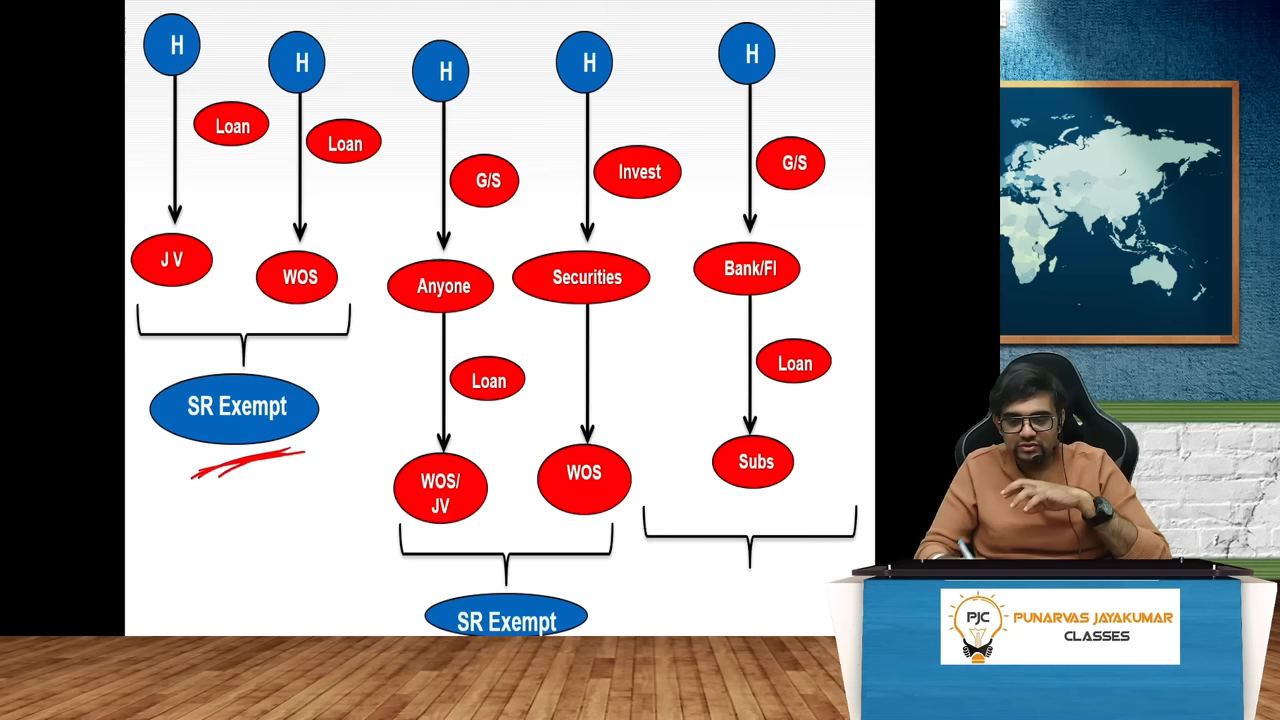 H
H
H
H
H
Loan
Loan
G/S
Invest
G/S
J V
WOS
Anyone
Securities
Bank/FI
Loan
Loan
SR Exempt
WOS/
JV
WOS
Subs
SR Exempt
PJC
PUNARVAS JAYAKUMAR
CLASSES